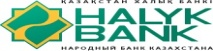 ҚАЗАҚСТАН ХАЛЫҚ БАНКІ
HALYK
BANK
НАРОДНЫЙ БАНК КАЗАХСТАНА